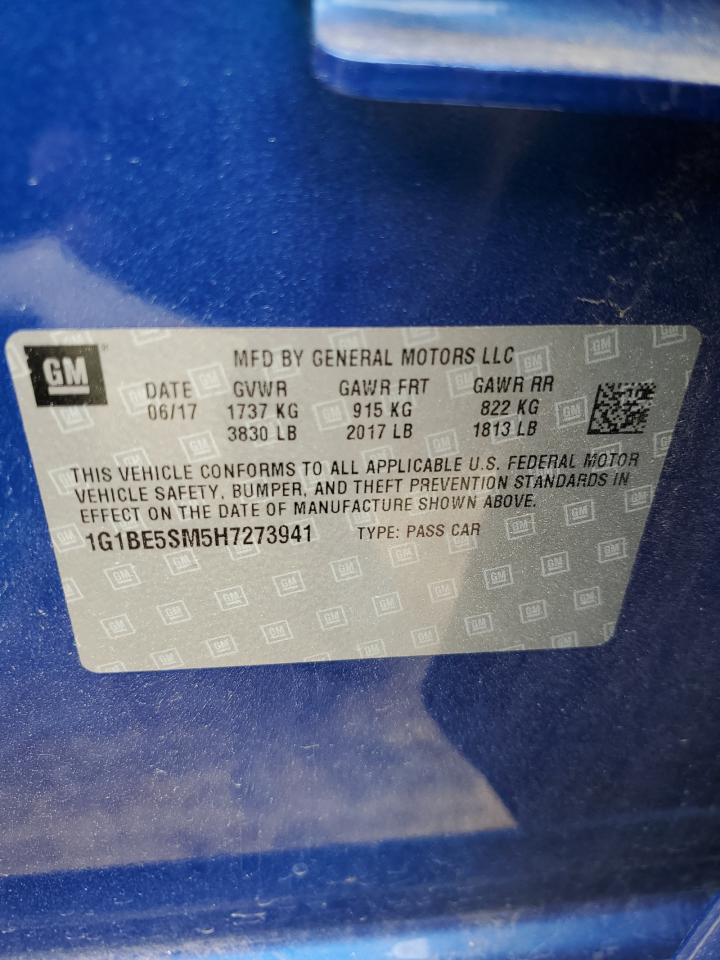 GM
MFD BY GENERAL MOTORS LLC
DATE GVWR GAWR FRT GAWR RR
06/17 1737 KG 915 KG 822 KG
3830 LB 2017 LB 1813 LB
THIS VEHICLE CONFORMS TO ALL APPLICABLE U.S. FEDERAL MOTOR
VEHICLE SAFETY, BUMPER, AND THEFT PREVENTION STANDARDS IN
EFFECT ON THE DATE OF MANUFACTURE SHOWN ABOVE.
1G1BE5SM5H7273941 TYPE: PASS CAR